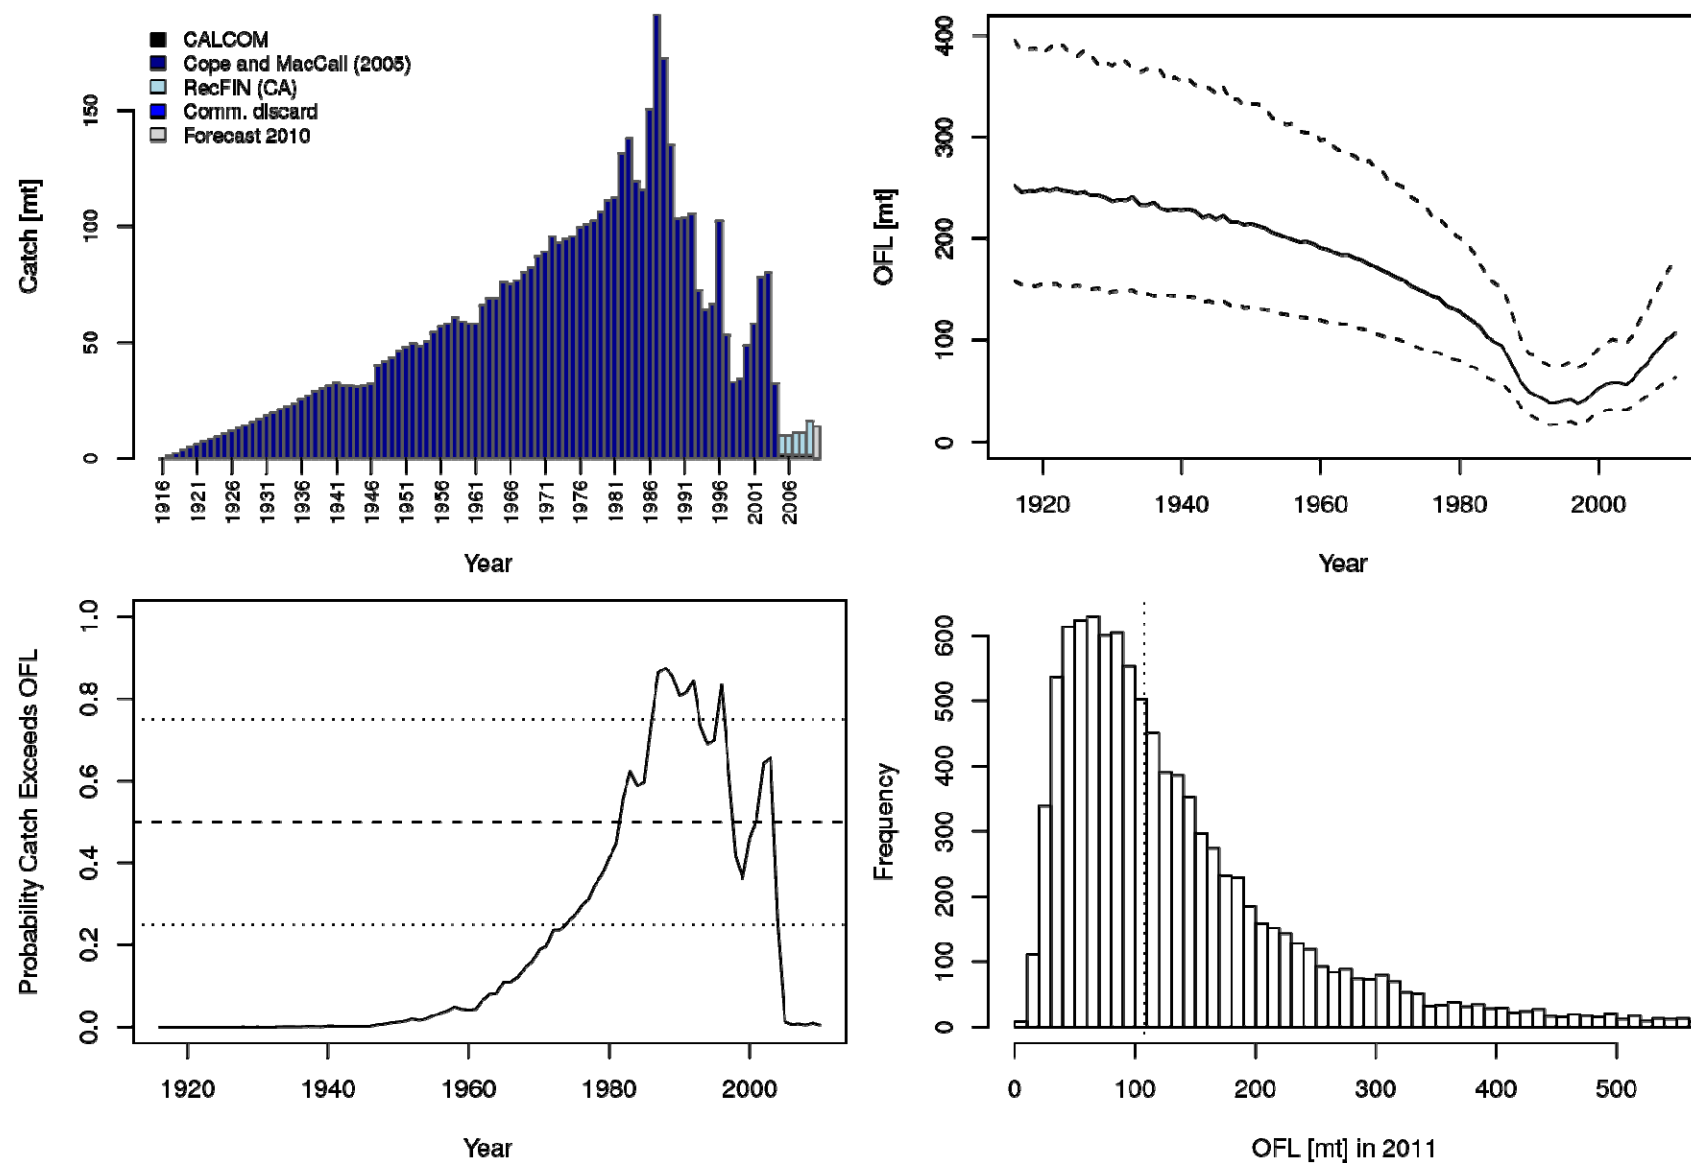 CALCOM
Cope and MacCall (2005)
RecFIN (CA)
Comm. discard
Forecast 2010
Catch [mt]
150
100
50
0
1916 1921 1926 1931 1936 1941 1946 1951 1956 1961 1966 1971 1976 1981 1986 1991 1996 2001 2006
Year
OFL [mt]
400
300
200
100
0
1920 1940 1960 1980 2000
Year
Probability Catch Exceeds OFL
1.0
0.8
0.6
0.4
0.2
0.0
1920 1940 1960 1980 2000
Year
Frequency
600
500
400
300
200
100
0
0 100 200 300 400 500
OFL [mt] in 2011